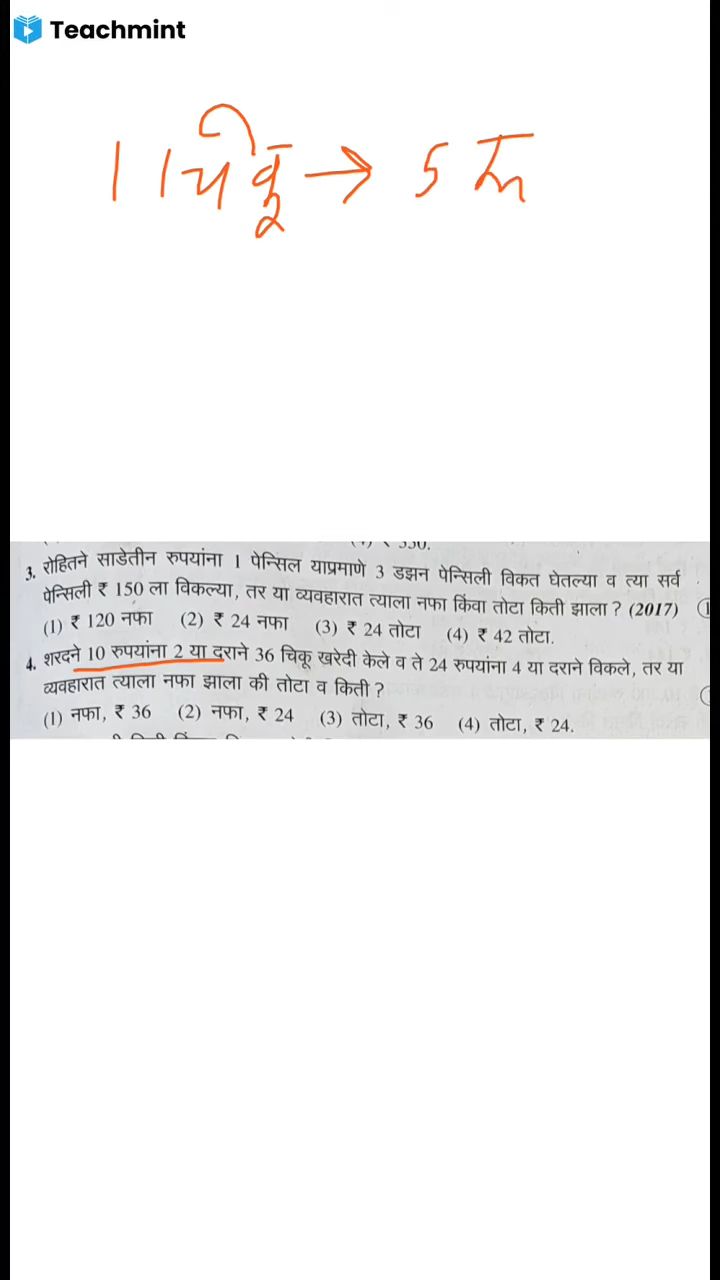 Teachmint
1 चिकू → 5 रु
3. रोहितने साडेतीन रुपयांना 1 पेन्सिल याप्रमाणे 3 डझन पेन्सिली विकत घेतल्या व त्या सर्व
पेन्सिली ₹ 150 ला विकल्या, तर या व्यवहारात त्याला नफा किंवा तोटा किती झाला ? (2017)
(1) ₹ 120 नफा (2) ₹ 24 नफा (3) ₹ 24 तोटा (4) ₹ 42 तोटा.
4. शरदने 10 रुपयांना 2 या दराने 36 चिकू खरेदी केले व ते 24 रुपयांना 4 या दराने विकले, तर या
व्यवहारात त्याला नफा झाला की तोटा व किती ?
(1) नफा, ₹ 36 (2) नफा, ₹ 24 (3) तोटा, ₹ 36 (4) तोटा, ₹ 24.